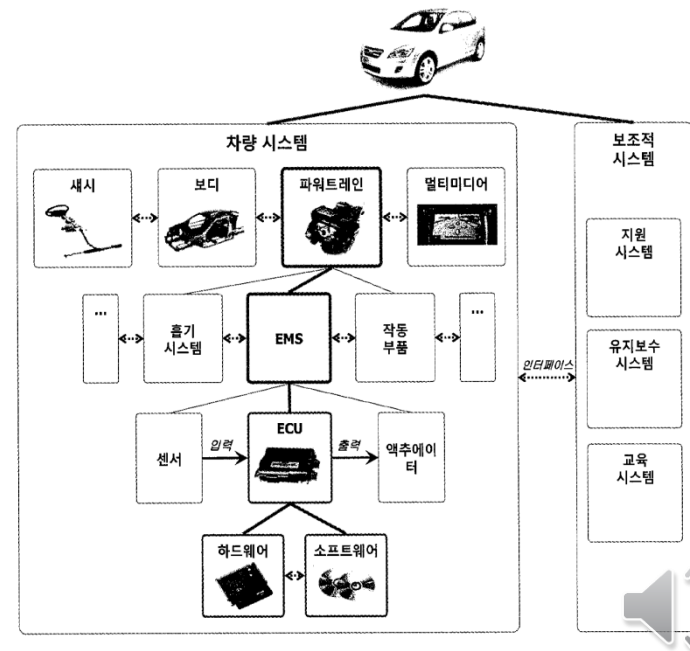 차량 시스템
보조적
시스템
섀시
보디
파워트레인
멀티미디어
지원
시스템
...
흡기
시스템
EMS
작동
부품
...
인터페이스
유지보수
시스템
센서
입력
ECU
출력
액추에이
터
교육
시스템
하드웨어
소프트웨어